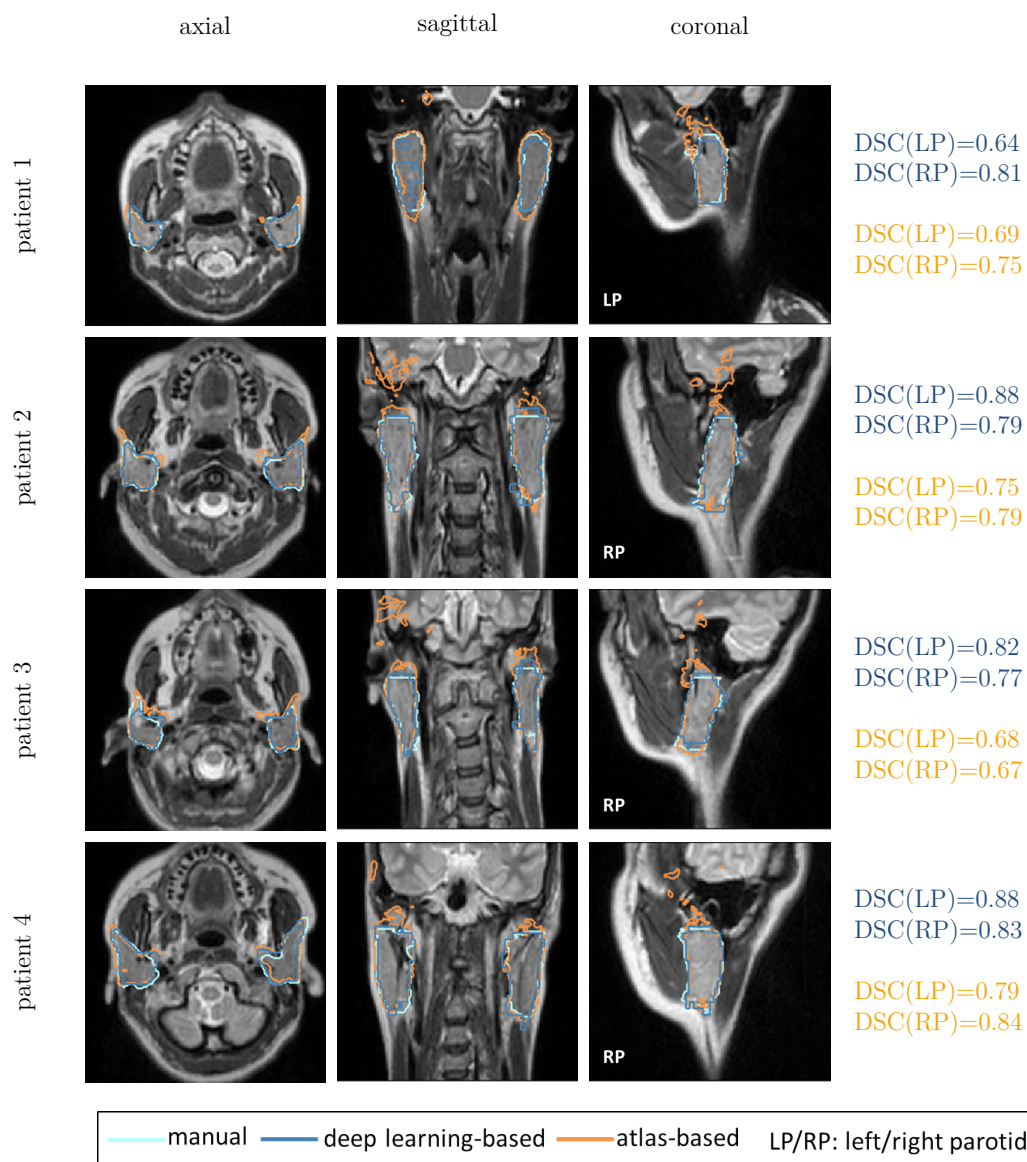 axial sagittal coronal
patient 1
LP
DSC(LP)=0.64
DSC(RP)=0.81
DSC(LP)=0.69
DSC(RP)=0.75
patient 2
RP
DSC(LP)=0.88
DSC(RP)=0.79
DSC(LP)=0.75
DSC(RP)=0.79
patient 3
RP
DSC(LP)=0.82
DSC(RP)=0.77
DSC(LP)=0.68
DSC(RP)=0.67
patient 4
RP
DSC(LP)=0.88
DSC(RP)=0.83
DSC(LP)=0.79
DSC(RP)=0.84
manual deep learning-based atlas-based LP/RP: left/right parotid